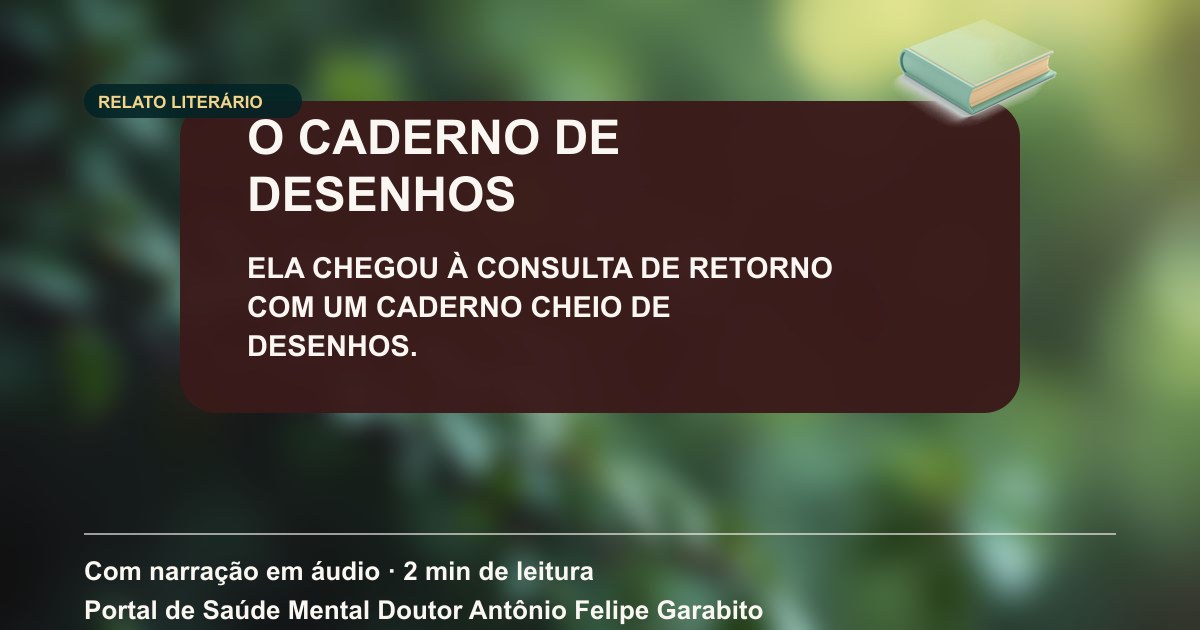 RELATO LITERÁRIO
O CADERNO DE
DESENHOS
ELA CHEGOU À CONSULTA DE RETORNO
COM UM CADERNO CHEIO DE
DESENHOS.
Com narração em áudio · 2 min de leitura
Portal de Saúde Mental Doutor Antônio Felipe Garabito